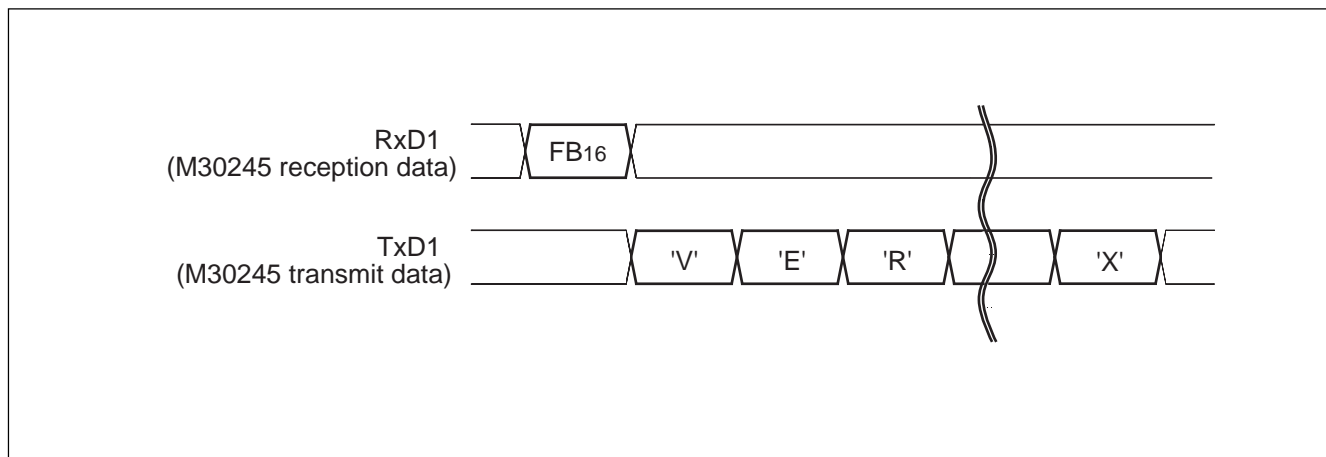 RxD1
(M30245 reception data)
FB16
TxD1
(M30245 transmit data)
'V' 'E' 'R' 'X'